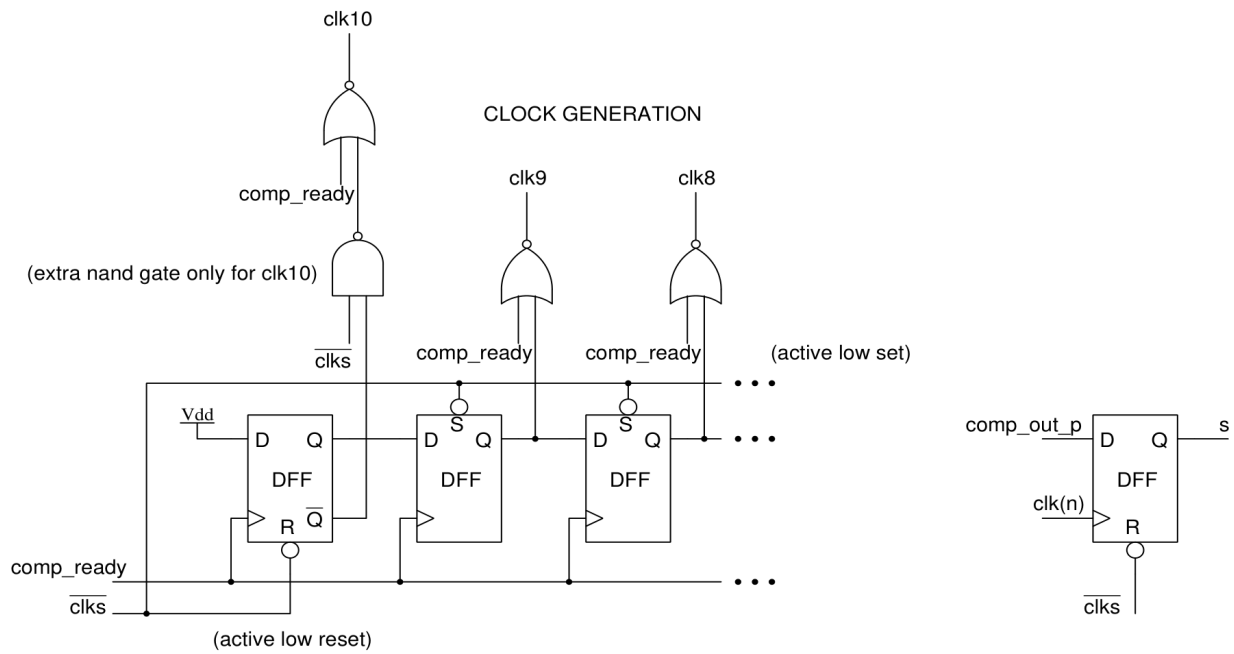 clk10
CLOCK GENERATION
clk9
clk8
comp_ready
(extra nand gate only for clk10)
clks
comp_ready
comp_ready
(active low set)
Vdd
D
Q
DFF
R
Q
S
D
Q
DFF
S
D
Q
DFF
comp_out_p
D
Q
s
DFF
clk(n)
R
comp_ready
clks
clks
(active low reset)